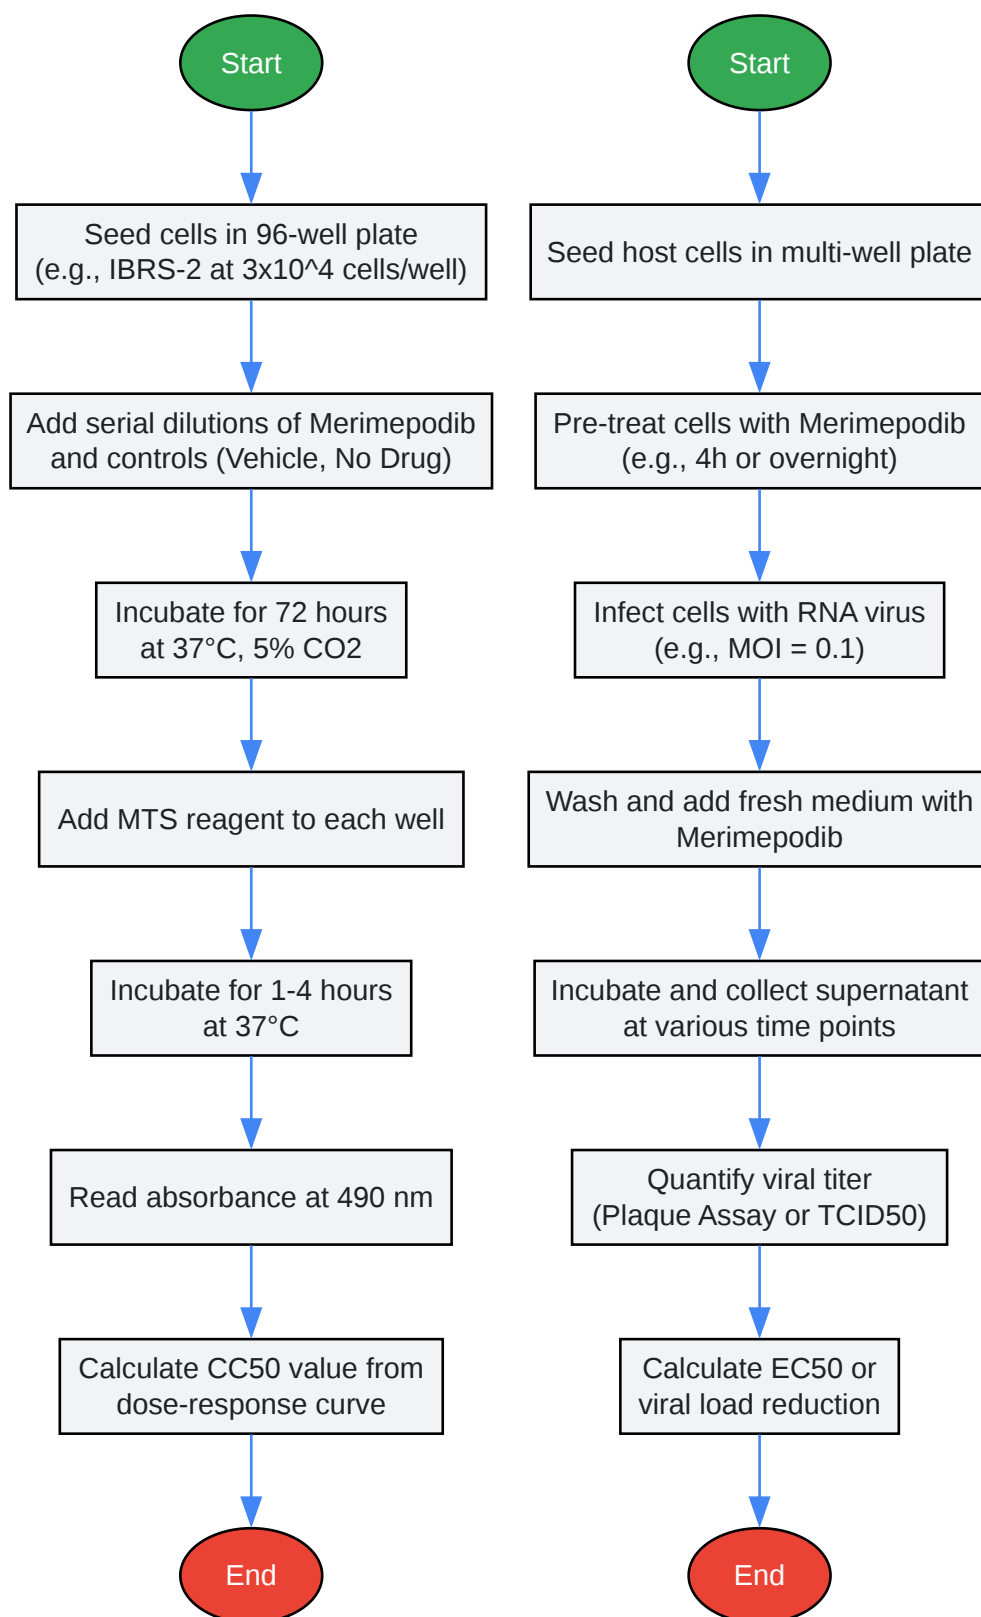 Start
Seed cells in 96-well plate
(e.g., IBRS-2 at 3x10^4 cells/well)
Add serial dilutions of Merimepodib
and controls (Vehicle, No Drug)
Incubate for 72 hours
at 37°C, 5% CO2
Add MTS reagent to each well
Incubate for 1-4 hours
at 37°C
Read absorbance at 490 nm
Calculate CC50 value from
dose-response curve
End
Start
Seed host cells in multi-well plate
Pre-treat cells with Merimepodib
(e.g., 4h or overnight)
Infect cells with RNA virus
(e.g., MOI = 0.1)
Wash and add fresh medium with
Merimepodib
Incubate and collect supernatant
at various time points
Quantify viral titer
(Plaque Assay or TCID50)
Calculate EC50 or
viral load reduction
End